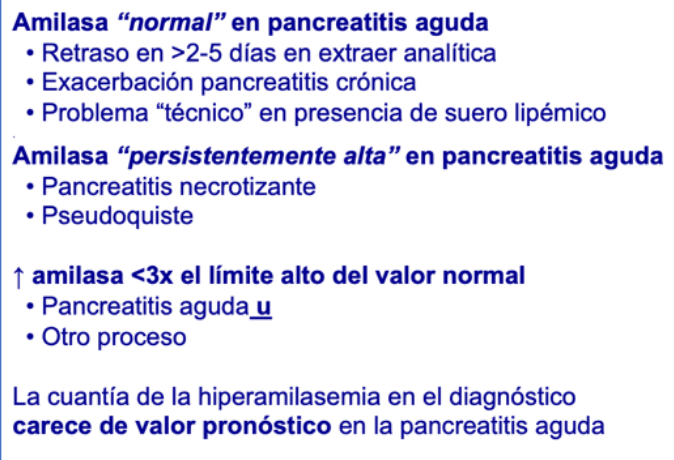 Amilasa “normal” en pancreatitis aguda
• Retraso en >2-5 días en extraer analítica
• Exacerbación pancreatitis crónica
• Problema “técnico” en presencia de suero lipémico
Amilasa “persistentemente alta” en pancreatitis aguda
• Pancreatitis necrotizante
• Pseudoquiste
↑ amilasa <3x el límite alto del valor normal
• Pancreatitis aguda u
• Otro proceso
La cuantía de la hiperamilasemia en el diagnóstico
carece de valor pronóstico en la pancreatitis aguda